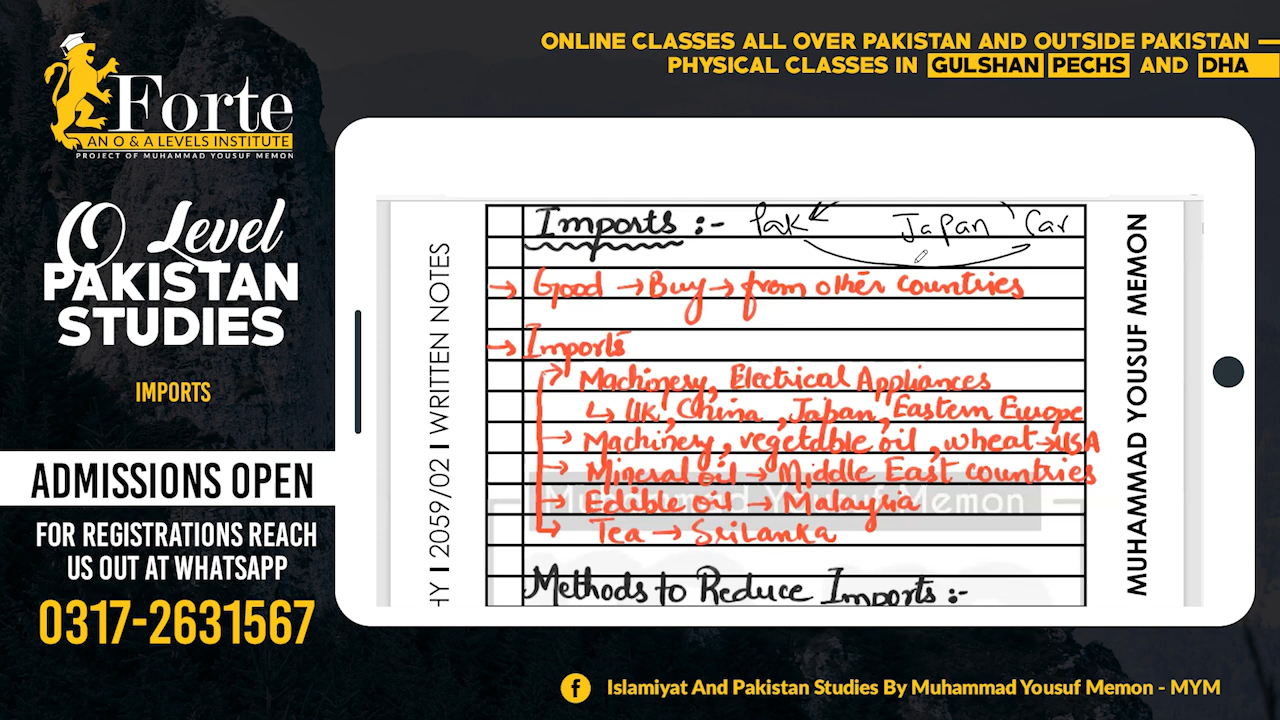 ONLINE CLASSES ALL OVER PAKISTAN AND OUTSIDE PAKISTAN
PHYSICAL CLASSES IN GULSHAN PECHS AND DHA
Forte
AN O & A LEVELS INSTITUTE
PROJECT OF MUHAMMAD YOUSUF MEMON
O Level
PAKISTAN
STUDIES
IMPORTS
ADMISSIONS OPEN
FOR REGISTRATIONS REACH
US OUT AT WHATSAPP
0317-2631567
HY I 2059/02 I WRITTEN NOTES
Imports :- Pak Japan Car
→ Good → Buy → from other countries
→ Imports
→ Machinery, Electrical Appliances
↳ UK, China, Japan, Eastern Europe
→ Machinery, vegetable oil, wheat → USA
→ Mineral oil → Middle East countries
→ Edible oil → Malaysia
Muhammad Yousuf Memon
→ Tea → SriLanka
Methods to Reduce Imports :-
MUHAMMAD YOUSUF MEMON
f Islamiyat And Pakistan Studies By Muhammad Yousuf Memon - MYM